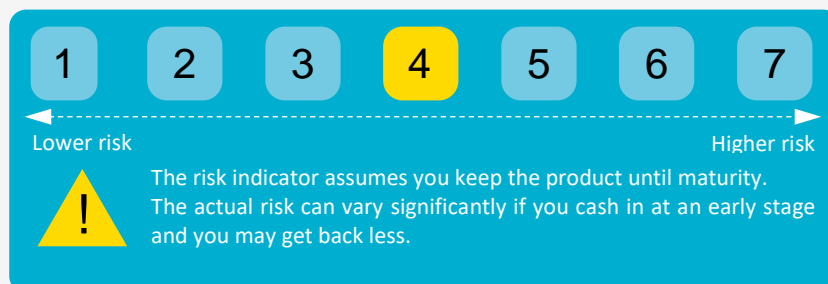 1 2 3 4 5 6 7
Lower risk Higher risk
!
The risk indicator assumes you keep the product until maturity.
The actual risk can vary significantly if you cash in at an early stage
and you may get back less.